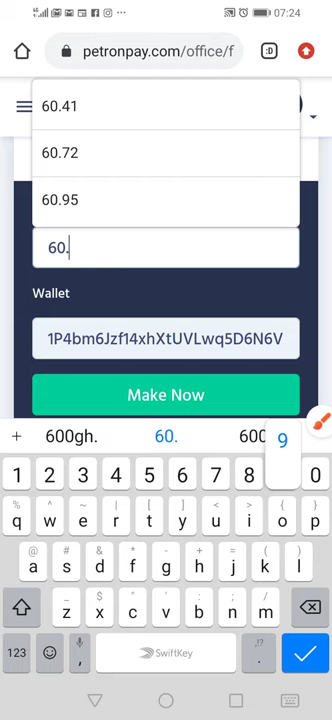 07:24
petronpay.com/office/f
:D
60.41
60.72
60.95
60.
Wallet
1P4bm6Jzf14xhXtUVLwq5D6N6V
Make Now
+ 600gh. 60. 600
9
1 2 3 4 5 6 7 8 0
% ^ ~ | [ ] < > { }
q w e r t y u i o p
@ # & * - + = ( )
a s d f g h j k l
_ $ " ' : ; /
z x c v b n m
123 , SwiftKey ,!? .